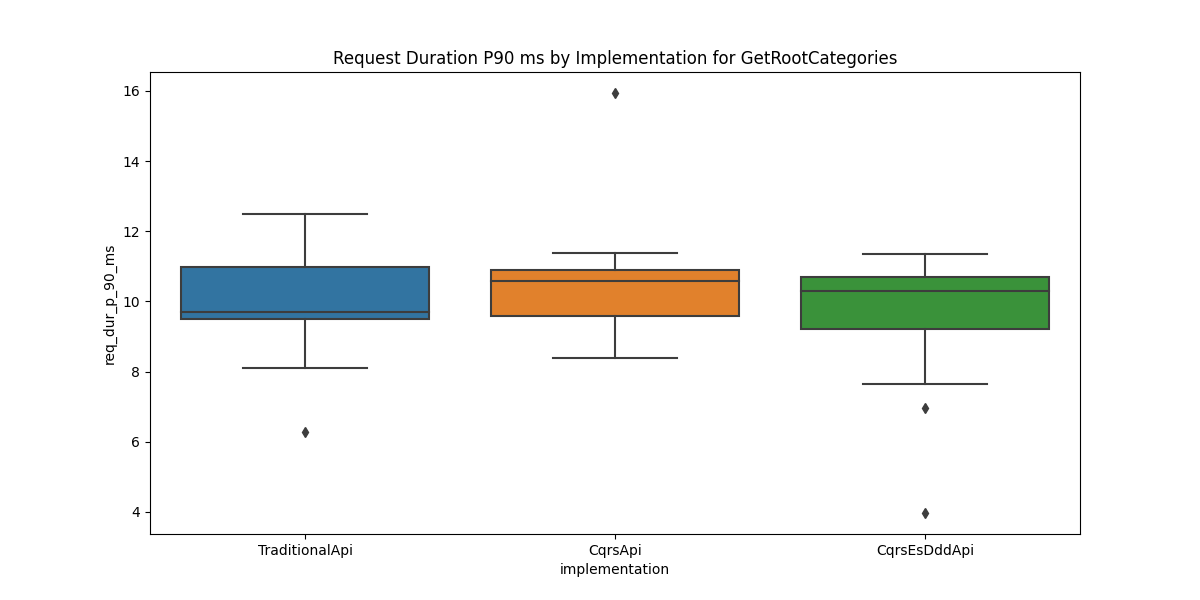 Request Duration P90 ms by Implementation for GetRootCategories
16
14
12
10
8
6
4
req_dur_p_90_ms
TraditionalApi
CqrsApi
CqrsEsDddApi
implementation